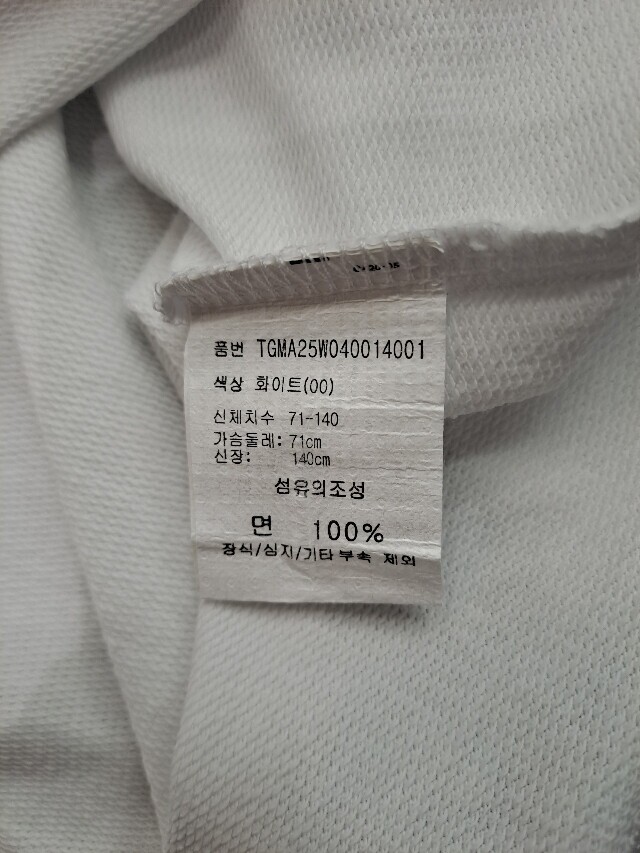 품번 TGMA25W040014001
색상 화이트(00)
신체치수 71-140
가슴둘레: 71cm
신장: 140cm
섬유의조성
면 100%
장식/심지/기타 부속 제외